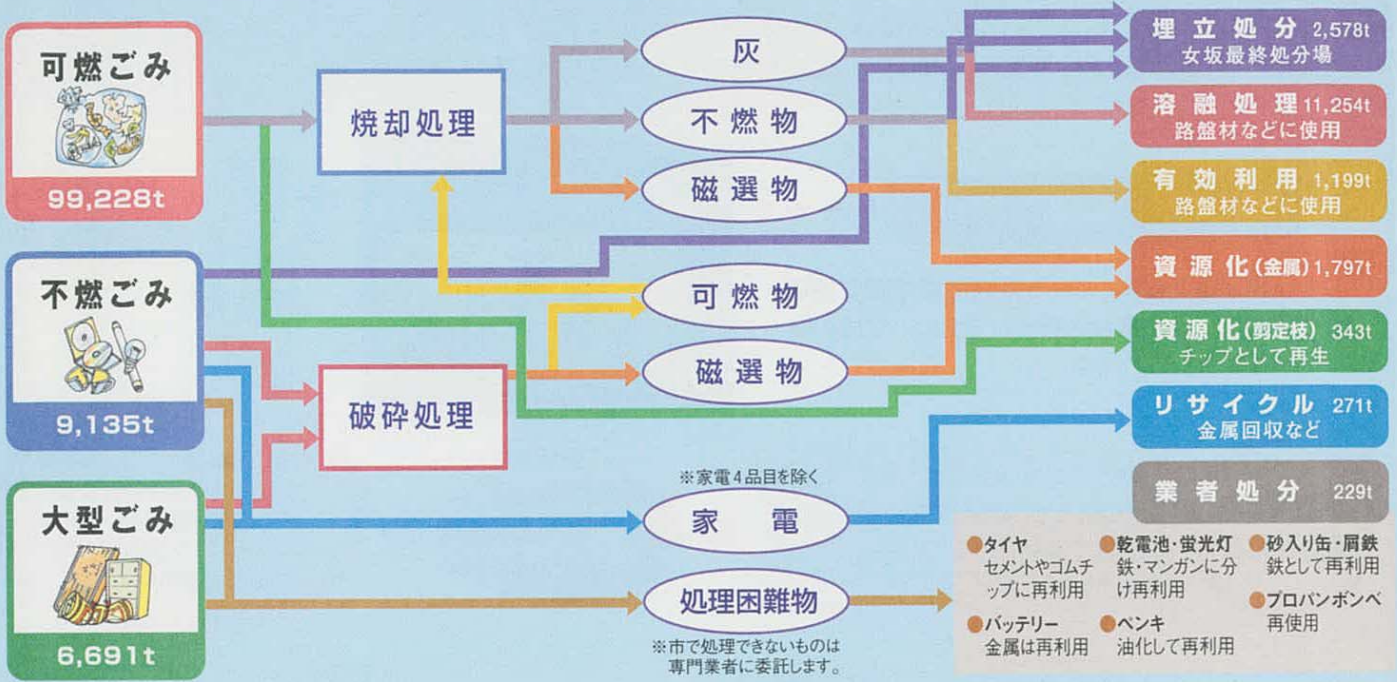 可燃ごみ
99,228t
不燃ごみ
9,135t
大型ごみ
6,691t
焼却処理
破砕処理
灰
不燃物
磁選物
可燃物
磁選物
※家電4品目を除く
家電
処理困難物
※市で処理できないものは
専門業者に委託します。
埋立処分 2,578t
女坂最終処分場
溶融処理 11,254t
路盤材などに使用
有効利用 1,199t
路盤材などに使用
資源化(金属) 1,797t
資源化(剪定枝) 343t
チップとして再生
リサイクル 271t
金属回収など
業者処分 229t
●タイヤ
セメントやゴムチ
ップに再利用
●バッテリー
金属は再利用
●乾電池・蛍光灯
鉄・マンガンに分
け再利用
●ペンキ
油化して再利用
●砂入り缶・屑鉄
鉄として再利用
●プロパンボンベ
再使用